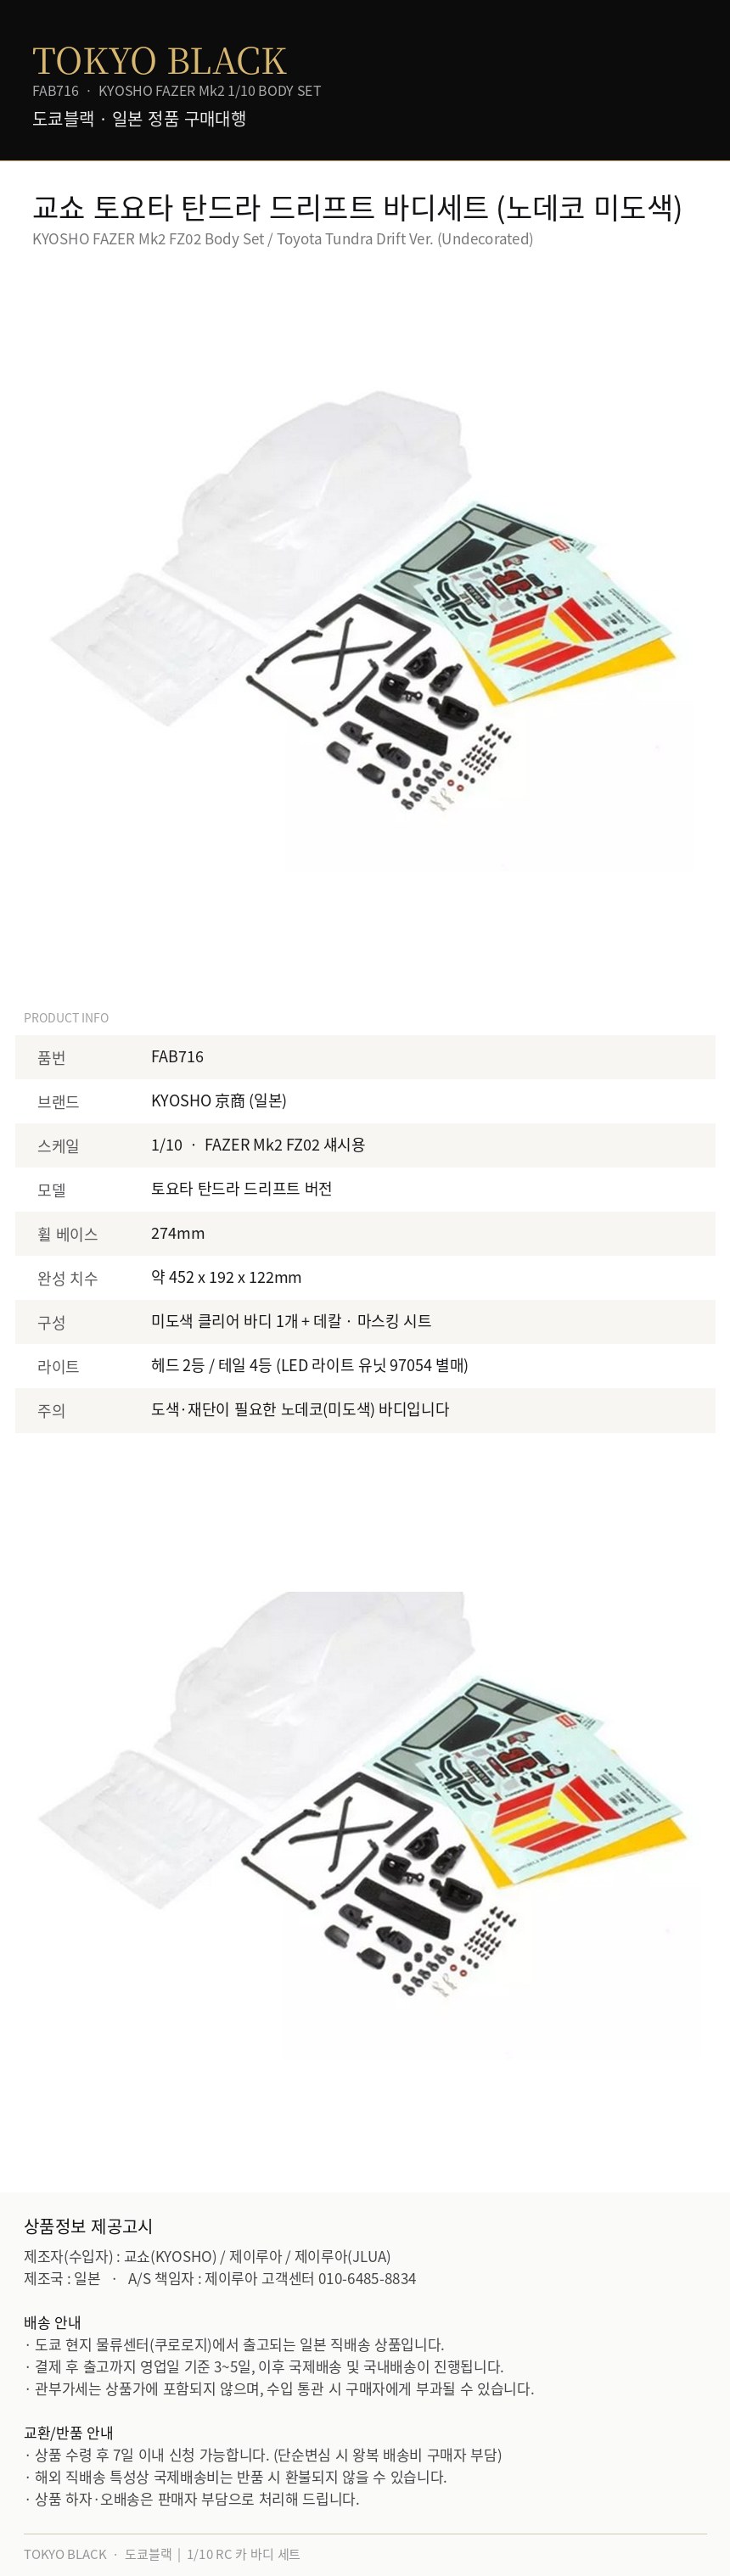 TOKYO BLACK
FAB716 · KYOSHO FAZER Mk2 1/10 BODY SET
도쿄블랙 · 일본 정품 구매대행
교쇼 토요타 탄드라 드리프트 바디세트 (노데코 미도색)
KYOSHO FAZER Mk2 FZ02 Body Set / Toyota Tundra Drift Ver. (Undecorated)
PRODUCT INFO
품번 FAB716
브랜드 KYOSHO 京商 (일본)
스케일 1/10 · FAZER Mk2 FZ02 섀시용
모델 토요타 탄드라 드리프트 버전
휠 베이스 274mm
완성 치수 약 452 x 192 x 122mm
구성 미도색 클리어 바디 1개 + 데칼 · 마스킹 시트
라이트 헤드 2등 / 테일 4등 (LED 라이트 유닛 97054 별매)
주의 도색·재단이 필요한 노데코(미도색) 바디입니다
상품정보 제공고시
제조자(수입자) : 교쇼(KYOSHO) / 제이루아 / 제이루아(JLUA)
제조국 : 일본 · A/S 책임자 : 제이루아 고객센터 010-6485-8834
배송 안내
· 도쿄 현지 물류센터(쿠로로지)에서 출고되는 일본 직배송 상품입니다.
· 결제 후 출고까지 영업일 기준 3~5일, 이후 국제배송 및 국내배송이 진행됩니다.
· 관부가세는 상품가에 포함되지 않으며, 수입 통관 시 구매자에게 부과될 수 있습니다.
교환/반품 안내
· 상품 수령 후 7일 이내 신청 가능합니다. (단순변심 시 왕복 배송비 구매자 부담)
· 해외 직배송 특성상 국제배송비는 반품 시 환불되지 않을 수 있습니다.
· 상품 하자·오배송은 판매자 부담으로 처리해 드립니다.
TOKYO BLACK · 도쿄블랙 | 1/10 RC 카 바디 세트